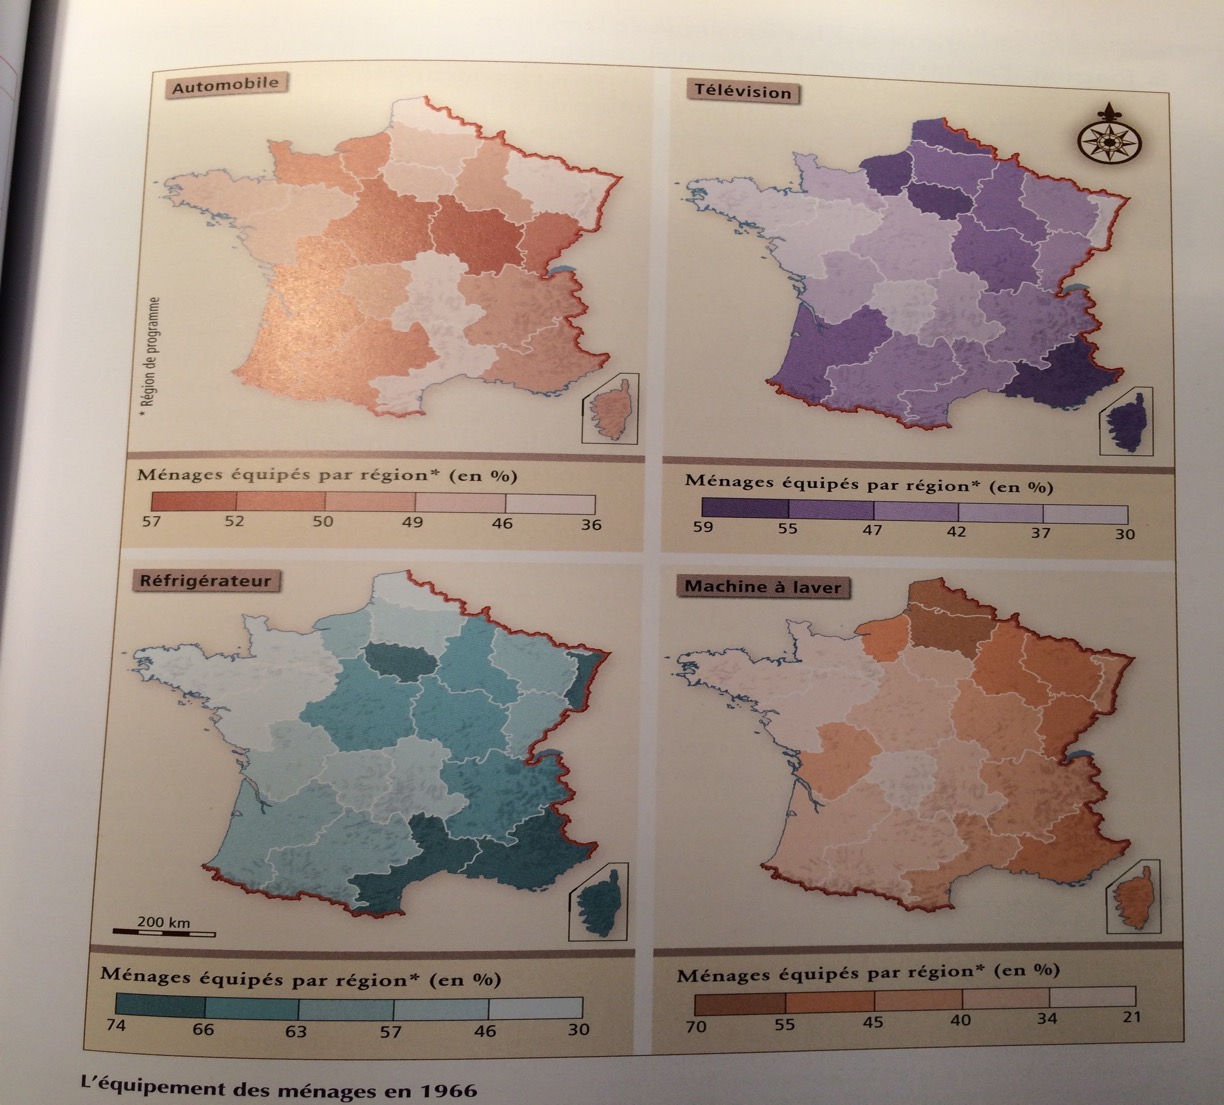 Automobile
* Région de programme
Ménages équipés par région* (en %)
57 52 50 49 46 36
Télévision
Ménages équipés par région* (en %)
59 55 47 42 37 30
Réfrigérateur
200 km
Ménages équipés par région* (en %)
74 66 63 57 46 30
Machine à laver
Ménages équipés par région* (en %)
70 55 45 40 34 21
L'équipement des ménages en 1966